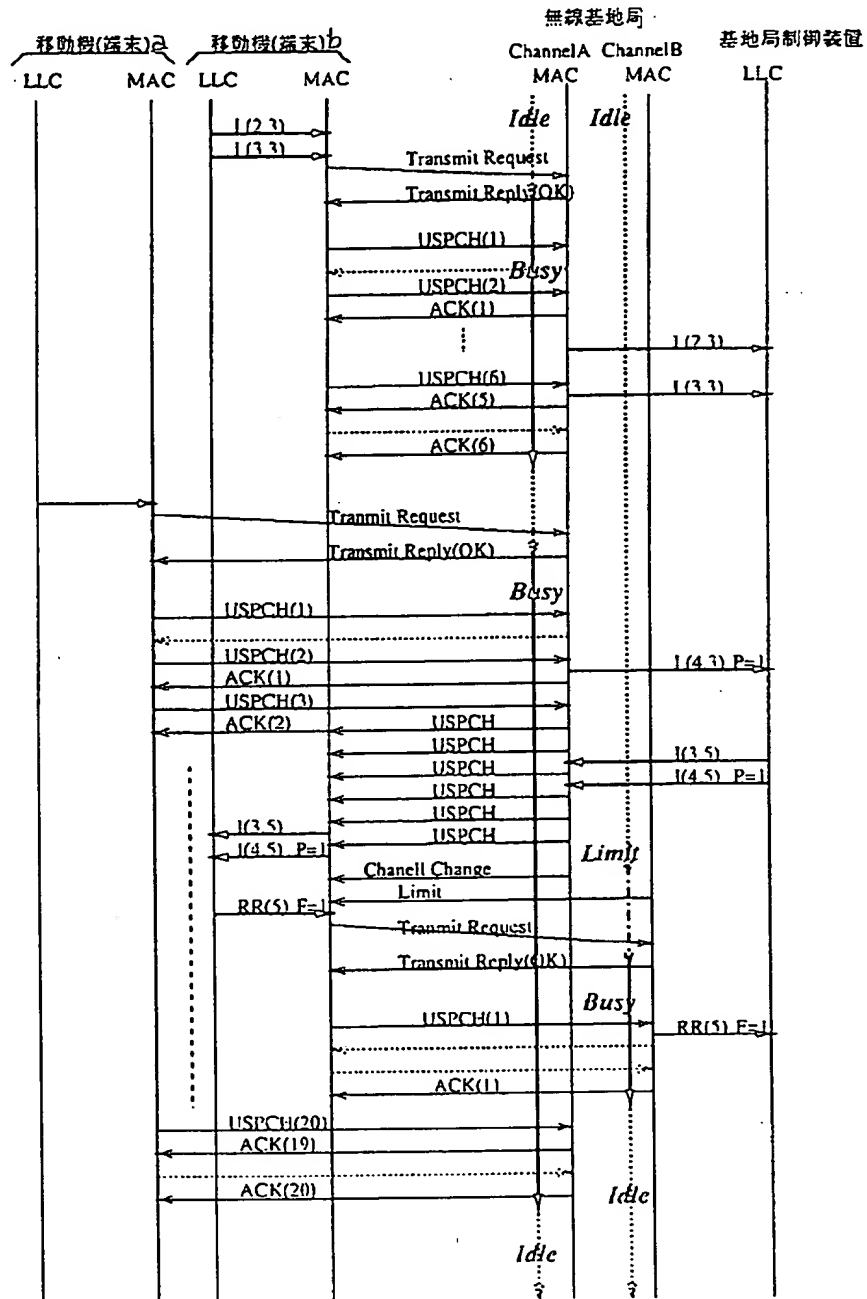 無線基地局
移動機(端末)a 移動機(端末)b ChannelA ChannelB 基地局制御装置
LLC MAC LLC MAC MAC MAC LLC
Idle Idle
I(2,3)
I(3,3)
Transmit Request
Transmit Reply(OK)
USPCH(1)
Busy
USPCH(2)
ACK(1)
I(2,3)
USPCH(6)
ACK(5) I(3,3)
ACK(6)
Tranmit Request
Transmit Reply(OK)
Busy
USPCH(1)
USPCH(2)
I(4,3) P=1
ACK(1)
USPCH(3)
ACK(2) USPCH
USPCH
I(3,5)
USPCH
I(4,5) P=1
USPCH
USPCH
I(3,5) USPCH
I(4,5) P=1 Limit
Chanell Change
Limit
RR(5) F=1
Tranmit Request
Transmit Reply(OK)
Busy
USPCH(1) RR(5) F=1
ACK(1)
USPCH(20)
ACK(19)
ACK(20) Idle
Idle